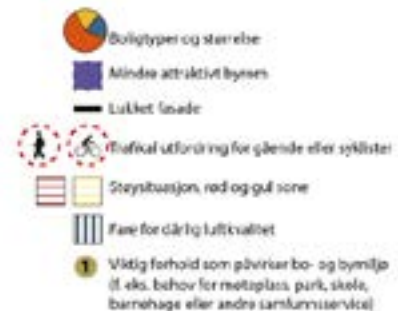 Boligtyper og størrelse
Mindre attraktivt byrom
Lukket fasade
Trafikal utfordring for gående eller syklister
Støysituasjon, rød og gul sone
Fare for dårlig luftkvalitet
1 Viktig forhold som påvirker bo- og bymiljø
(f. eks. behov for møteplass, park, skole,
barnehage eller andre samfunnsservice)